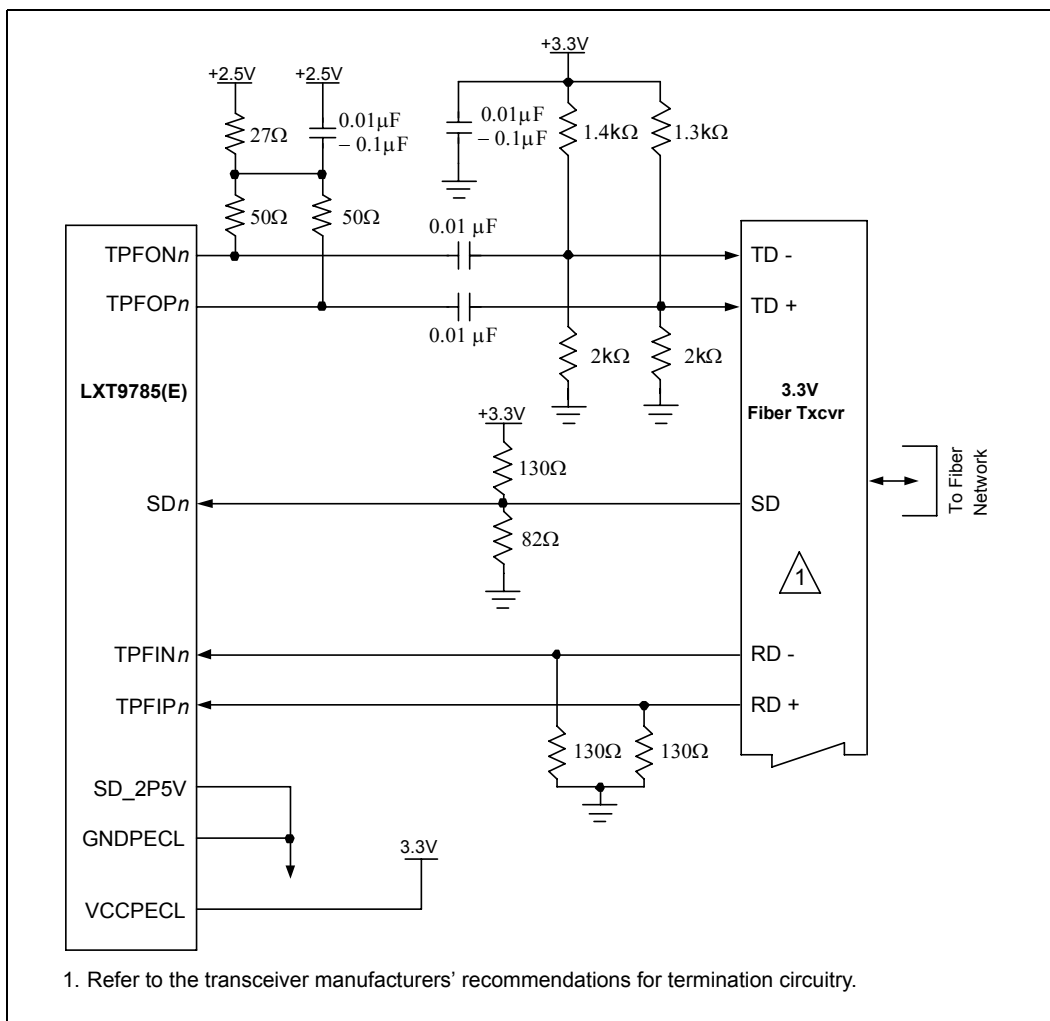 +3.3V
+2.5V
+2.5V
27Ω
0.01µF
– 0.1µF
0.01µF
– 0.1µF
1.4kΩ
1.3kΩ
50Ω
50Ω
0.01 µF
TPFONn
TD -
TPFOPn
TD +
0.01 µF
2kΩ
2kΩ
LXT9785(E)
3.3V
Fiber Txcvr
+3.3V
130Ω
SDn
SD
82Ω
To Fiber
Network
1
TPFINn
RD -
TPFIPn
RD +
130Ω
130Ω
SD_2P5V
GNDPECL
3.3V
VCCPECL
1. Refer to the transceiver manufacturers’ recommendations for termination circuitry.